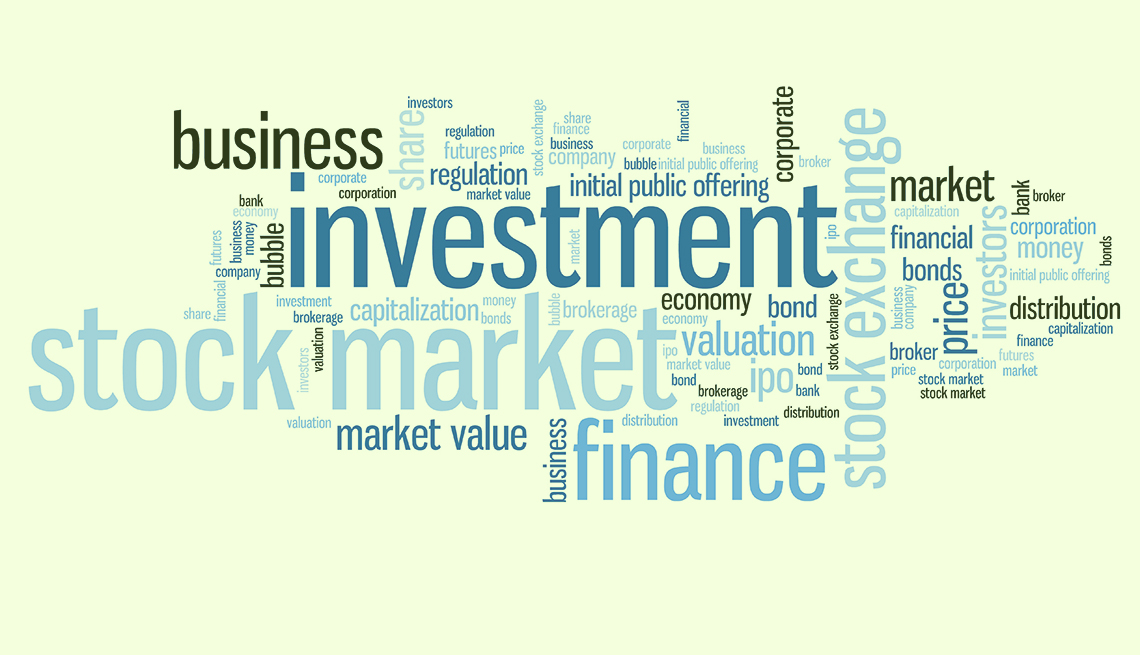 investors
business
share
regulation
futures
price
stock exchange
share
finance
business
company
financial
corporate
business
bubble
initial public offering
corporate
broker
corporate
corporation
regulation
market value
initial public offering
stock exchange
market
capitalization
bank
broker
bank
economy
investment
futures
business
money
bubble
company
financial
share
market
ipo
financial
bonds
investors
corporation
money
bonds
initial public offering
business
company
prices
distribution
capitalization
finance
investment
brokerage
capitalization
money
bonds
bubble
brokerage
economy
bond
economy
stock exchange
stock market
investors
valuation
valuation
ipo
market value
ipo
bond
bond
brokerage
bank
regulation
distribution
broker
price
corporation
futures
market
stock market
stock market
valuation
market value
business
finance
distribution
investment